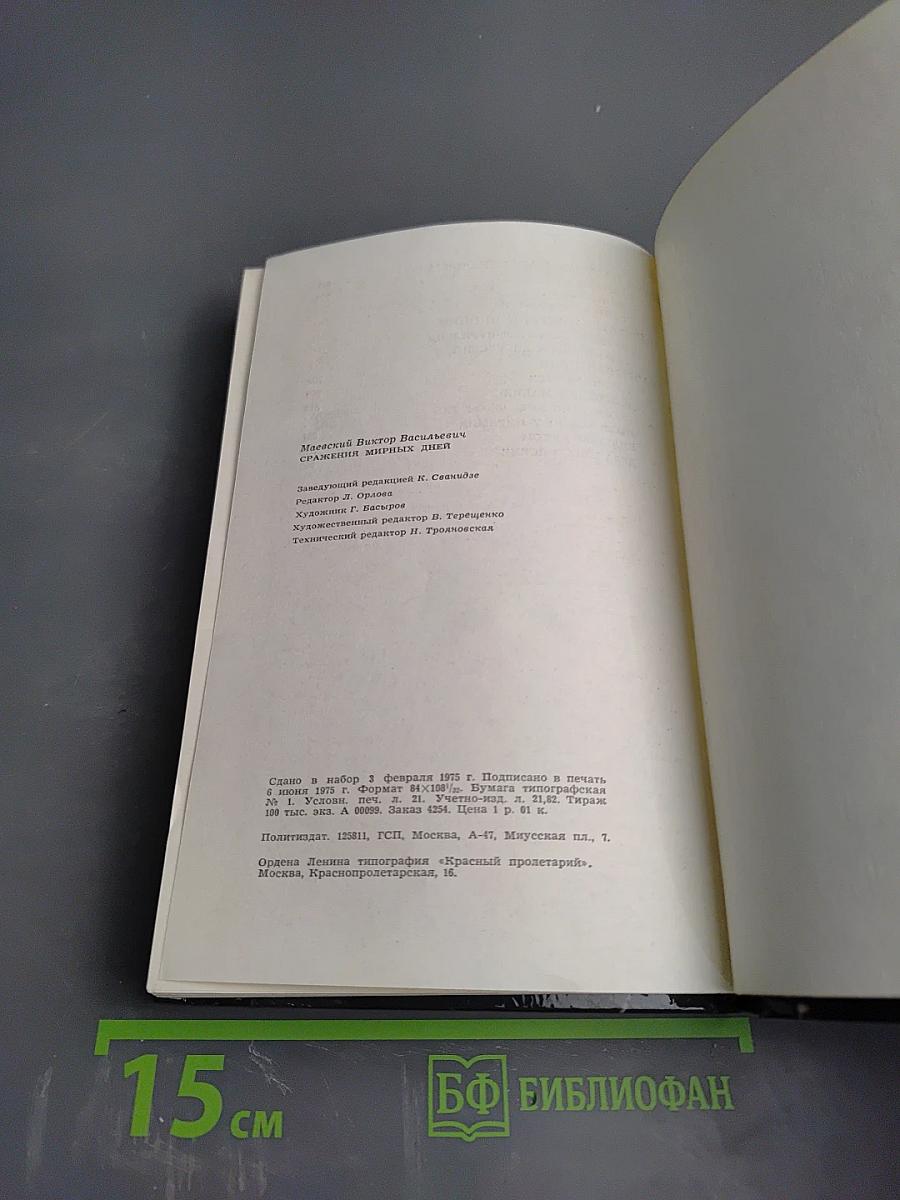 Маевский Виктор Васильевич
СРАЖЕНИЯ МИРНЫХ ДНЕЙ
Заведующий редакцией К. Сванидзе
Редактор Л. Орлова
Художник Г. Басыров
Художественный редактор В. Терещенко
Технический редактор Н. Трояновская
Сдано в набор 3 февраля 1975 г. Подписано в печать
6 июня 1975 г. Формат 84×108¹/₃₂. Бумага типографская
№ 1. Условн. печ. л. 21. Учетно-изд. л. 21,82. Тираж
100 тыс. экз. А 00099. Заказ 4254. Цена 1 р. 01 к.
Политиздат. 125811, ГСП, Москва, А-47, Миусская пл., 7.
Ордена Ленина типография «Красный пролетарий».
Москва, Краснопролетарская, 16.
15 см
БФ БИБЛИОФАН